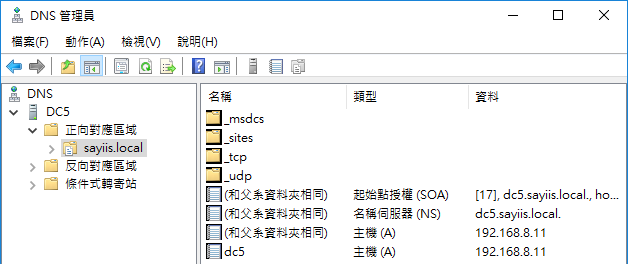 DNS 管理員
檔案(F) 動作(A) 檢視(V) 說明(H)
DNS
DC5
正向對應區域
sayiis.local
反向對應區域
條件式轉寄站
名稱 類型 資料
_msdcs
_sites
_tcp
_udp
(和父系資料夾相同) 起始點授權 (SOA) [17], dc5.sayiis.local., ho...
(和父系資料夾相同) 名稱伺服器 (NS) dc5.sayiis.local.
(和父系資料夾相同) 主機 (A) 192.168.8.11
dc5 主機 (A) 192.168.8.11